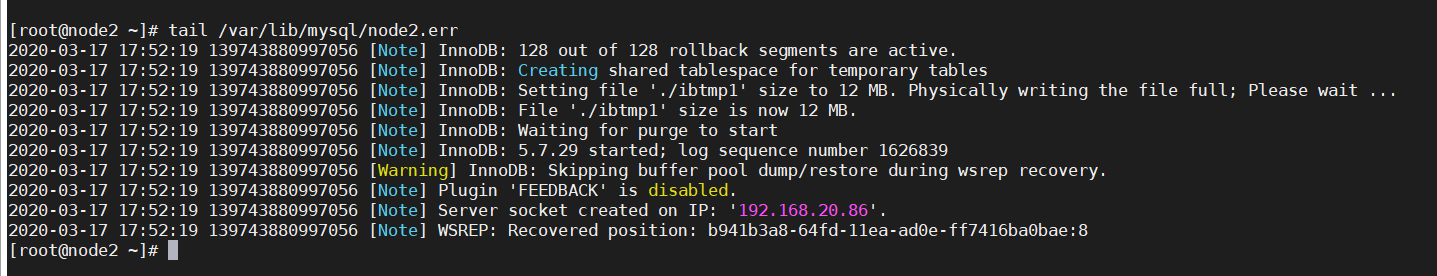 [root@node2 ~]# tail /var/lib/mysql/node2.err
2020-03-17 17:52:19 139743880997056 [Note] InnoDB: 128 out of 128 rollback segments are active.
2020-03-17 17:52:19 139743880997056 [Note] InnoDB: Creating shared tablespace for temporary tables
2020-03-17 17:52:19 139743880997056 [Note] InnoDB: Setting file './ibtmp1' size to 12 MB. Physically writing the file full; Please wait ...
2020-03-17 17:52:19 139743880997056 [Note] InnoDB: File './ibtmp1' size is now 12 MB.
2020-03-17 17:52:19 139743880997056 [Note] InnoDB: Waiting for purge to start
2020-03-17 17:52:19 139743880997056 [Note] InnoDB: 5.7.29 started; log sequence number 1626839
2020-03-17 17:52:19 139743880997056 [Warning] InnoDB: Skipping buffer pool dump/restore during wsrep recovery.
2020-03-17 17:52:19 139743880997056 [Note] Plugin 'FEEDBACK' is disabled.
2020-03-17 17:52:19 139743880997056 [Note] Server socket created on IP: '192.168.20.86'.
2020-03-17 17:52:19 139743880997056 [Note] WSREP: Recovered position: b941b3a8-64fd-11ea-ad0e-ff7416ba0bae:8
[root@node2 ~]#